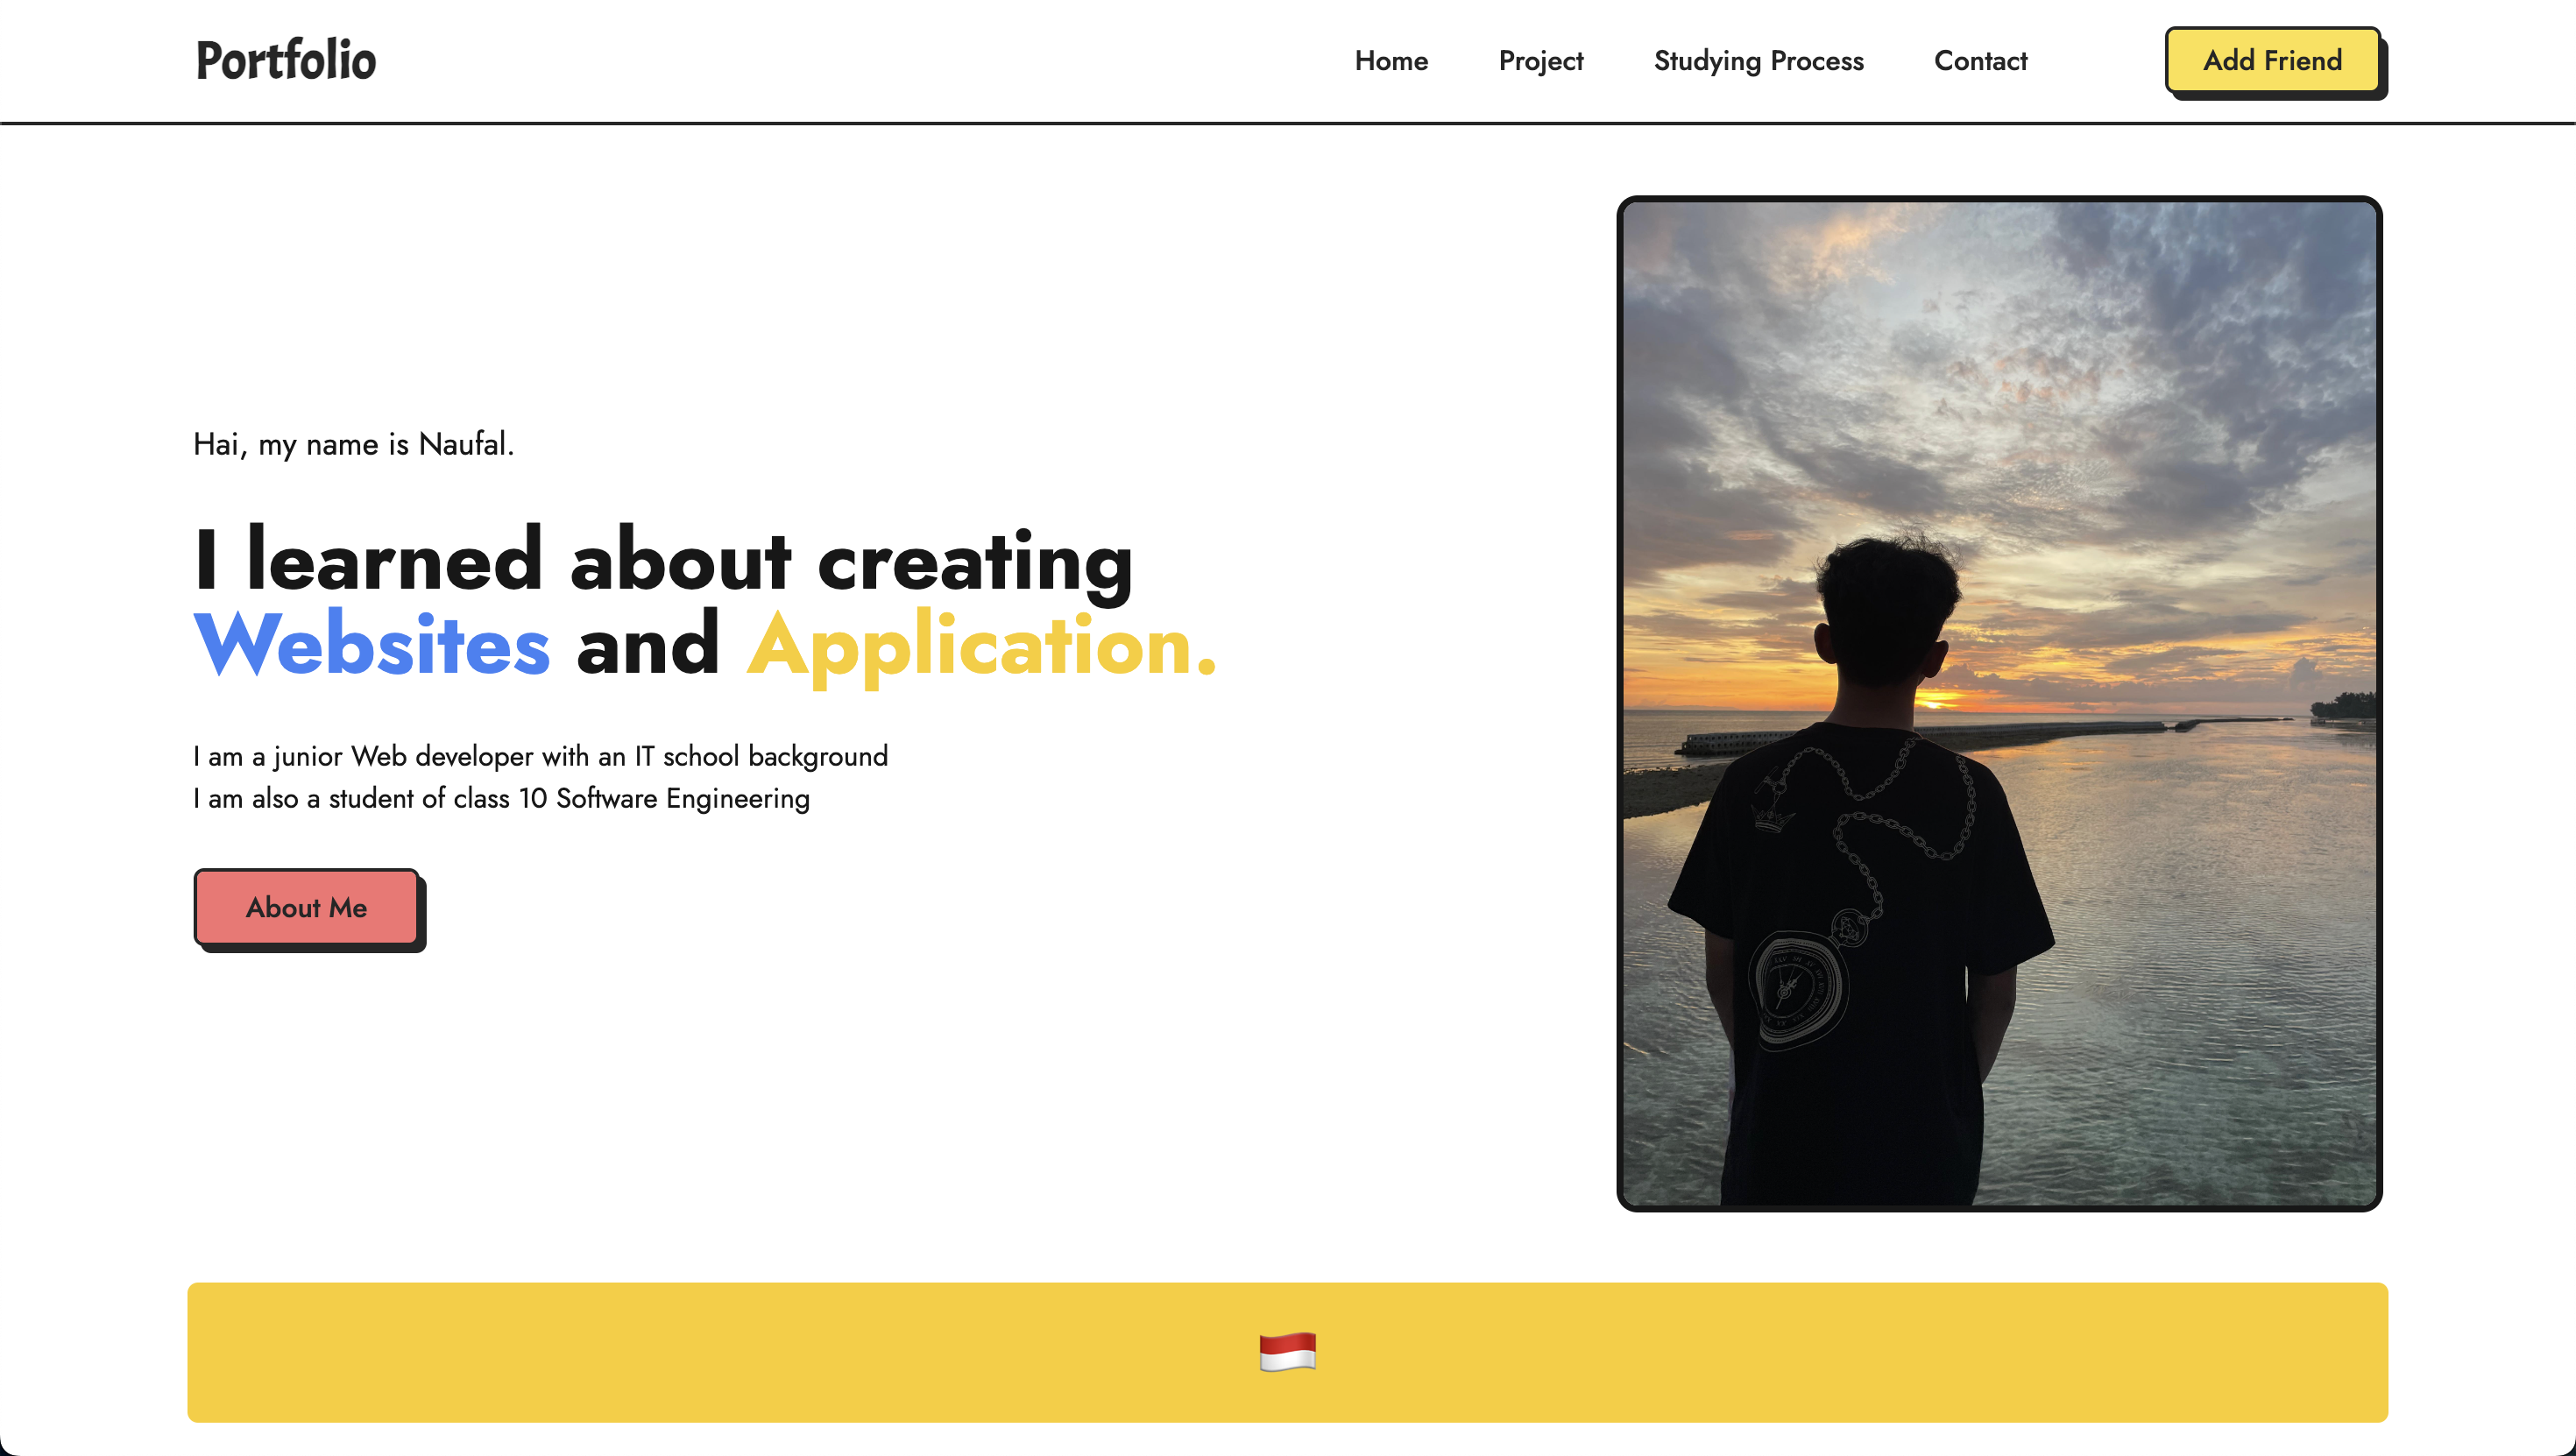 Portfolio
Home
Project
Studying Process
Contact
Add Friend
Hai, my name is Naufal.
I learned about creating
Websites and Application.
I am a junior Web developer with an IT school background
I am also a student of class 10 Software Engineering
About Me